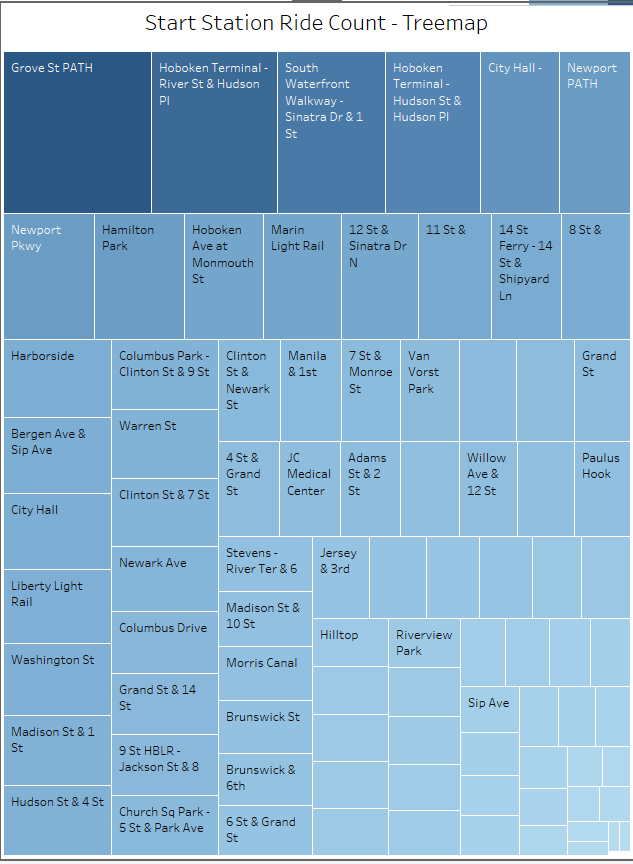 Start Station Ride Count - Treemap
Grove St PATH
Hoboken Terminal -
River St & Hudson
Pl
South
Waterfront
Walkway -
Sinatra Dr & 1
St
Hoboken
Terminal -
Hudson St &
Hudson Pl
City Hall -
Newport
PATH
Newport
Pkwy
Hamilton
Park
Hoboken
Ave at
Monmouth
St
Marin
Light Rail
12 St &
Sinatra Dr
N
11 St &
14 St
Ferry - 14
St &
Shipyard
Ln
8 St &
Harborside
Columbus Park -
Clinton St & 9 St
Clinton
St &
Newark
St
Manila
& 1st
7 St &
Monroe
St
Van
Vorst
Park
Grand
St
Bergen Ave &
Sip Ave
Warren St
4 St &
Grand
St
JC
Medical
Center
Adams
St & 2
St
Willow
Ave &
12 St
Paulus
Hook
City Hall
Clinton St & 7 St
Liberty Light
Rail
Newark Ave
Stevens -
River Ter & 6
Jersey
& 3rd
Washington St
Columbus Drive
Madison St &
10 St
Hilltop
Riverview
Park
Madison St & 1
St
Grand St & 14
St
Morris Canal
Sip Ave
Hudson St & 4 St
9 St HBLR -
Jackson St & 8
Brunswick St
Church Sq Park -
5 St & Park Ave
Brunswick &
6th
6 St & Grand
St